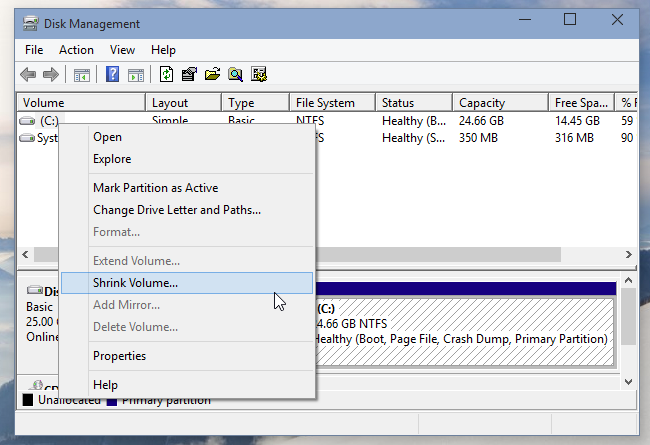 Disk Management
File Action View Help
Volume Layout Type File System Status Capacity Free Spa... %
(C:) Simple Basic NTFS Healthy (B... 24.66 GB 14.45 GB 59
350 MB 316 MB 90
Healthy (S...
Open
Explore
Mark Partition as Active
Change Drive Letter and Paths...
Format...
Extend Volume...
Shrink Volume...
Add Mirror...
Delete Volume...
Properties
Help
Basic
25.00
Online
(C:)
4.66 GB NTFS
Healthy (Boot, Page File, Crash Dump, Primary Partition)
Unallocated Primary partition